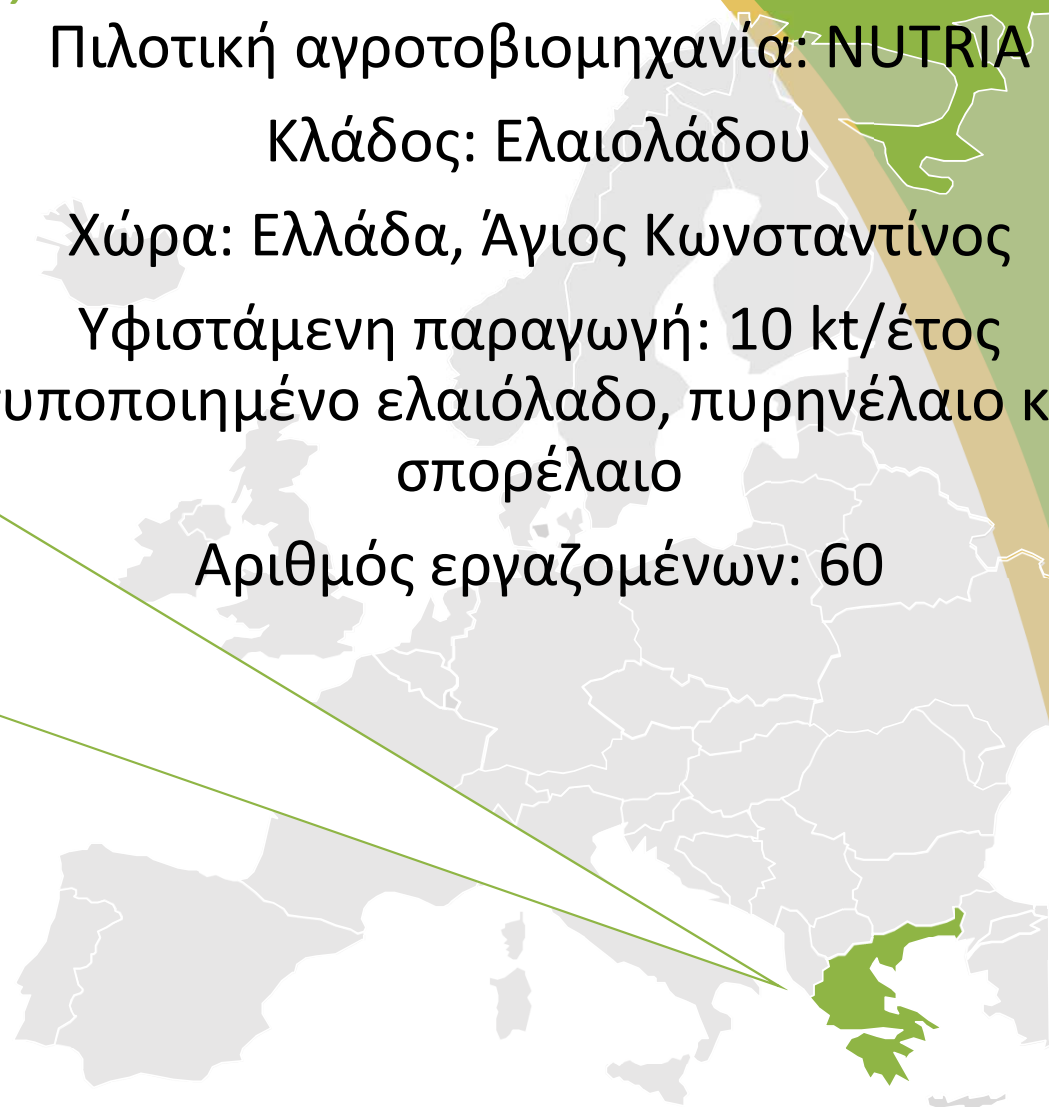 Πιλοτική αγροτοβιομηχανία: NUTRIA
Κλάδος: Ελαιολάδου
Χώρα: Ελλάδα, Άγιος Κωνσταντίνος
Υφιστάμενη παραγωγή: 10 kt/έτος
υποποιημένο ελαιόλαδο, πυρηνέλαιο κ
σπορέλαιο
Αριθμός εργαζομένων: 60